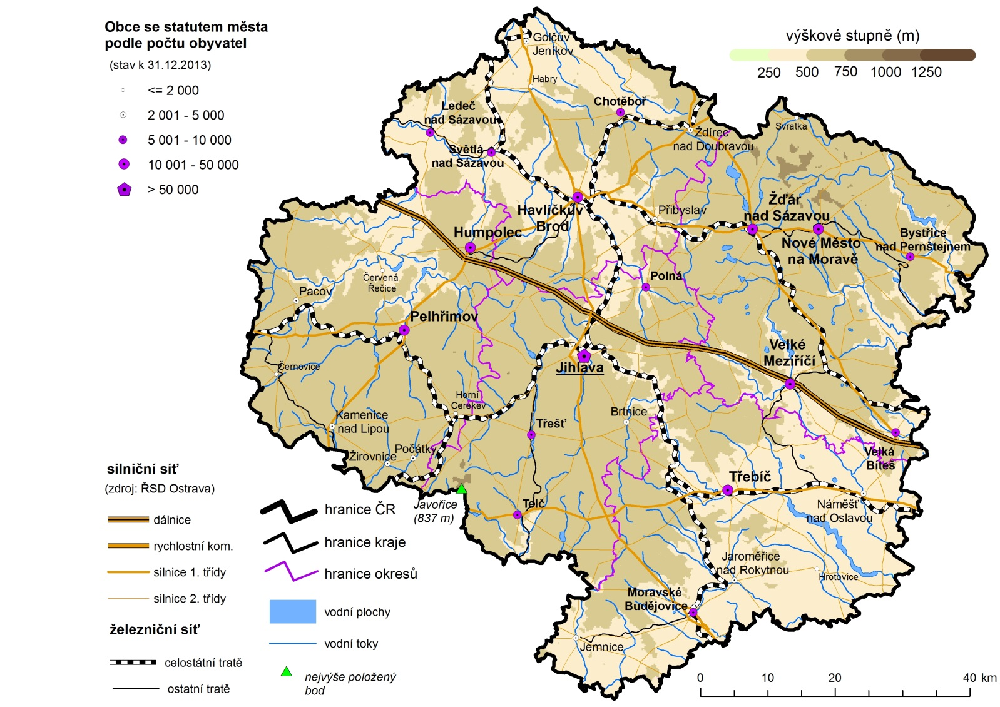 Obce se statutem města
podle počtu obyvatel
(stav k 31.12.2013)
<= 2 000
2 001 - 5 000
5 001 - 10 000
10 001 - 50 000
> 50 000
výškové stupně (m)
250 500 750 1000 1250
Golčův
Jeníkov
Habry
Chotěboř
Ledeč
nad Sázavou
Světlá
nad Sázavou
Ždírec
nad Doubravou
Svratka
Havlíčkův
Brod
Přibyslav
Žďár
nad Sázavou
Nové Město
na Moravě
Bystřice
nad Pernštejnem
Humpolec
Polná
Červená
Řečice
Pacov
Pelhřimov
Černovice
Jihlava
Velké
Meziříčí
Horní
Cerekev
Kamenice
nad Lipou
Žirovnice
Počátky
Třešť
Brtnice
Velká
Bíteš
Javořice
(837 m)
Telč
Třebíč
Náměšť
nad Oslavou
Jaroměřice
nad Rokytnou
Hrotovice
Moravské
Budějovice
Jemnice
silniční síť
(zdroj: ŘSD Ostrava)
dálnice
rychlostní kom.
silnice 1. třídy
silnice 2. třídy
železniční síť
celostátní tratě
ostatní tratě
hranice ČR
hranice kraje
hranice okresů
vodní plochy
vodní toky
nejvýše položený
bod
0 10 20 40 km